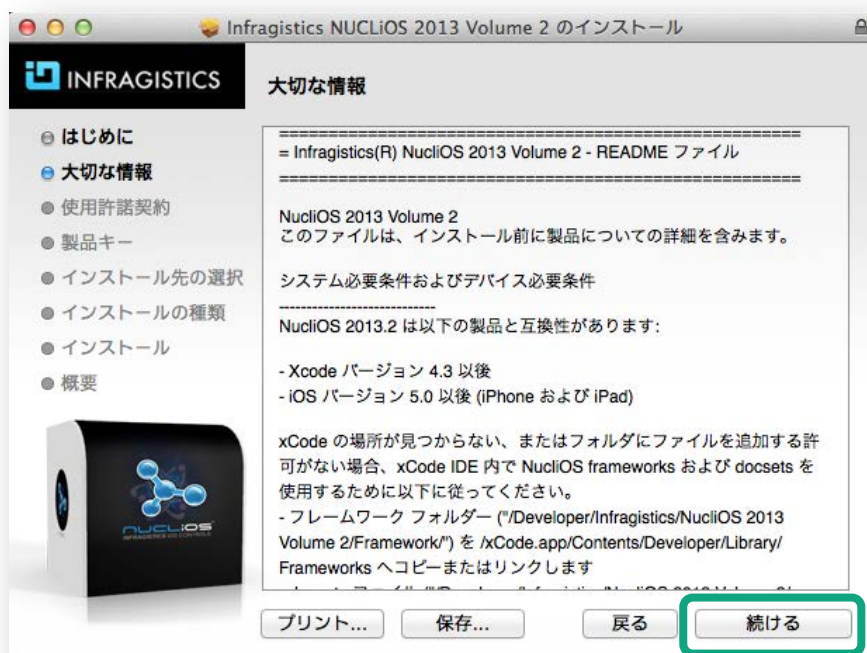 Infragistics NUCLiOS 2013 Volume 2 のインストール
INFRAGISTICS
大切な情報
はじめに
大切な情報
使用許諾契約
製品キー
インストール先の選択
インストールの種類
インストール
概要
NUCLiOS
INFRAGISTICS iOS CONTROLS
=====================================================
= Infragistics(R) NucliOS 2013 Volume 2 - README ファイル
=====================================================
NucliOS 2013 Volume 2
このファイルは、インストール前に製品についての詳細を含みます。
システム必要条件およびデバイス必要条件
----------------------------
NucliOS 2013.2 は以下の製品と互換性があります:
- Xcode バージョン 4.3 以後
- iOS バージョン 5.0 以後 (iPhone および iPad)
xCode の場所が見つからない、またはフォルダにファイルを追加する許
可がない場合、xCode IDE 内で NucliOS frameworks および docsets を
使用するために以下に従ってください。
- フレームワーク フォルダー ("/Developer/Infragistics/NucliOS 2013
Volume 2/Framework/") を /xCode.app/Contents/Developer/Library/
Frameworks へコピーまたはリンクします
プリント...
保存...
戻る
続ける